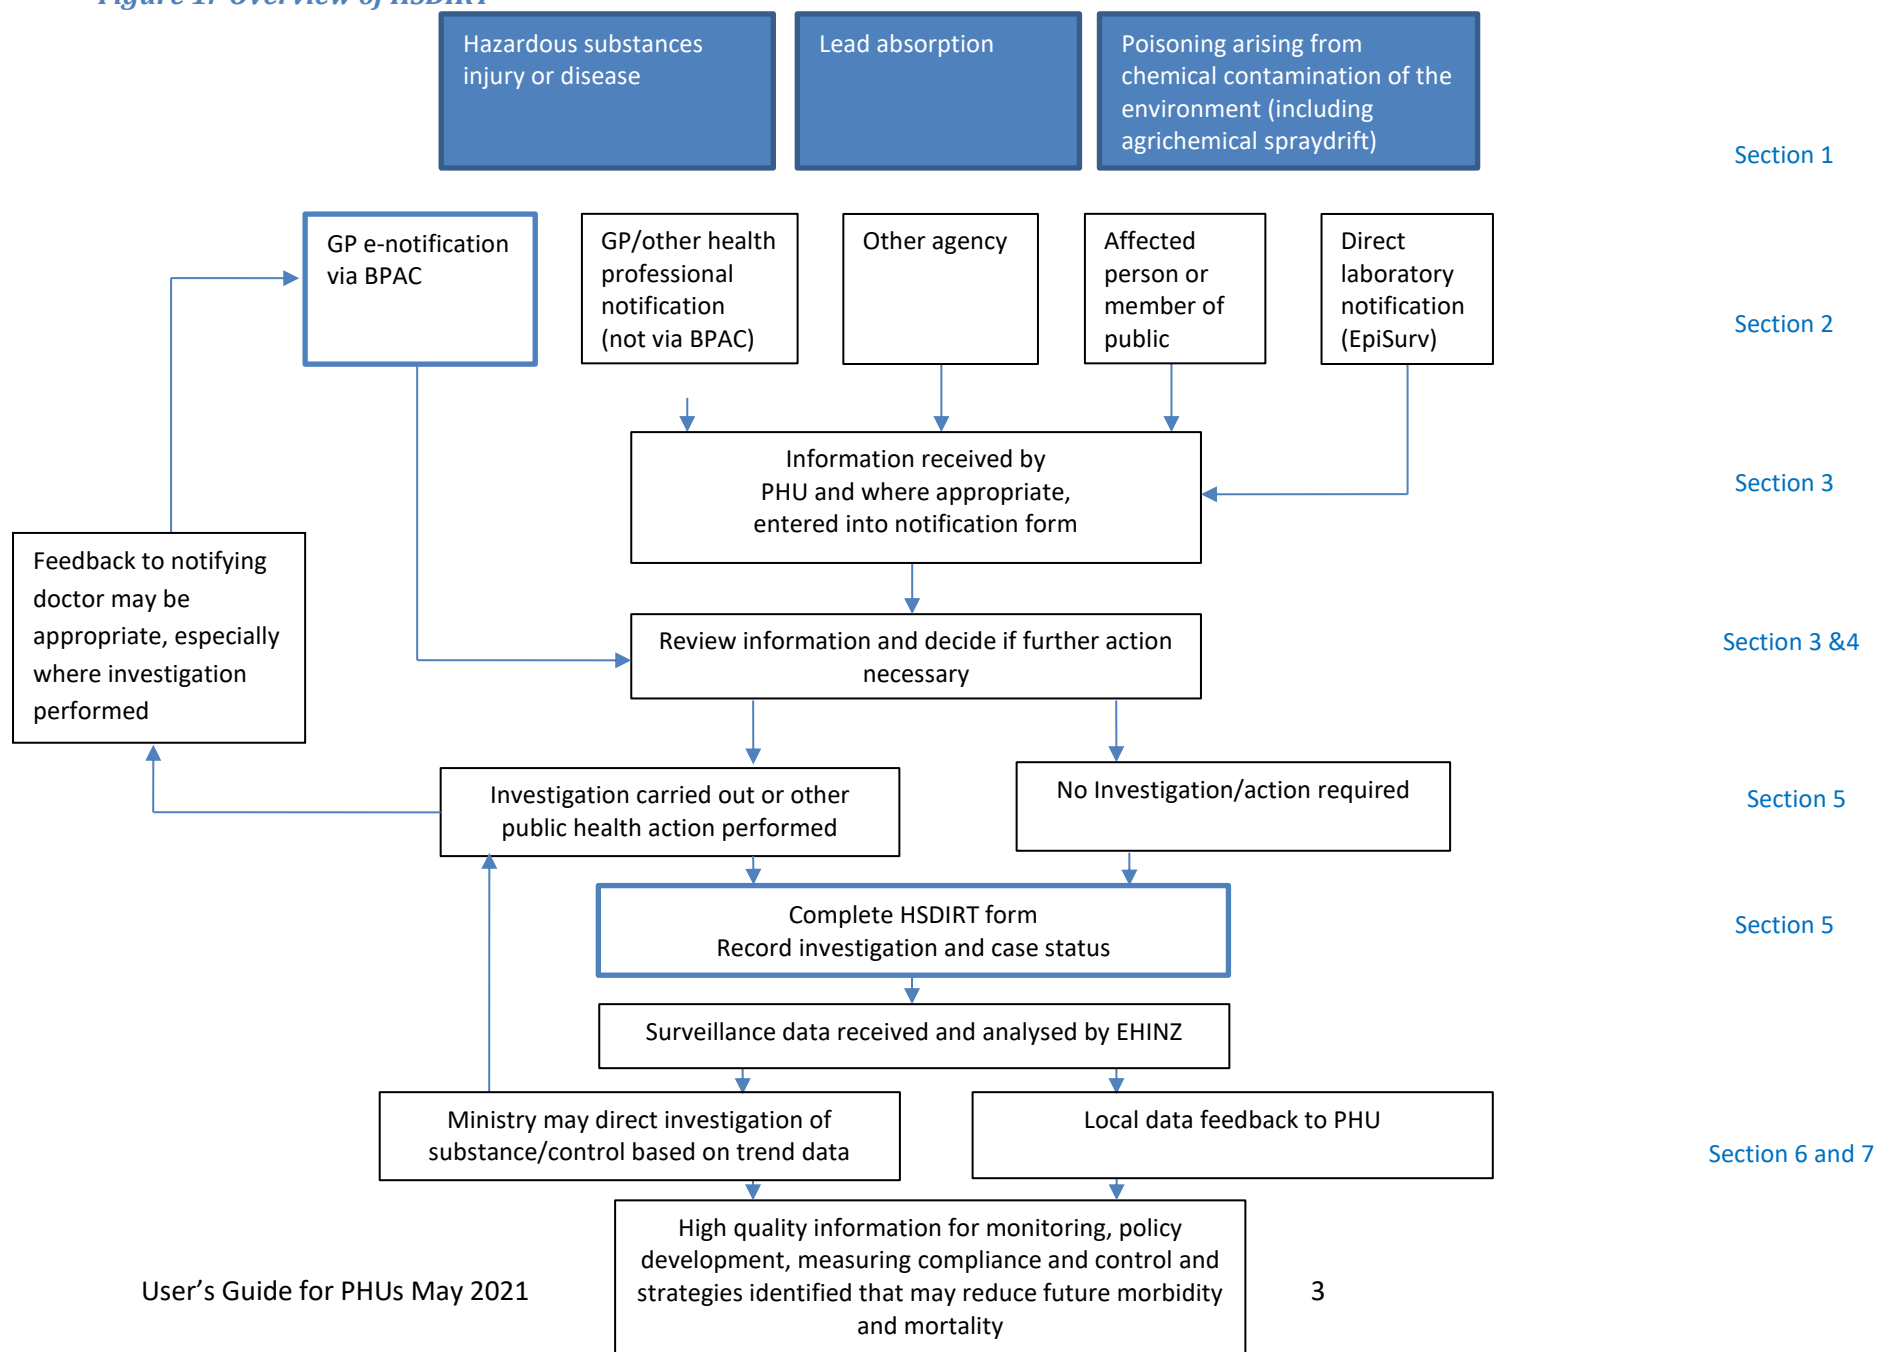 Figure 1: Overview of HSDIRT
Hazardous substances
injury or disease
Lead absorption
Poisoning arising from
chemical contamination of the
environment (including
agrichemical spraydrift)
Section 1
GP e-notification
via BPAC
GP/other health
professional
notification
(not via BPAC)
Other agency
Affected
person or
member of
public
Direct
laboratory
notification
(EpiSurv)
Section 2
Information received by
PHU and where appropriate,
entered into notification form
Section 3
Feedback to notifying
doctor may be
appropriate, especially
where investigation
performed
Review information and decide if further action
necessary
Section 3 &4
Investigation carried out or other
public health action performed
No Investigation/action required
Section 5
Complete HSDIRT form
Record investigation and case status
Section 5
Surveillance data received and analysed by EHINZ
Ministry may direct investigation of
substance/control based on trend data
Local data feedback to PHU
Section 6 and 7
High quality information for monitoring, policy
development, measuring compliance and control and
strategies identified that may reduce future morbidity
and mortality
User's Guide for PHUs May 2021
3